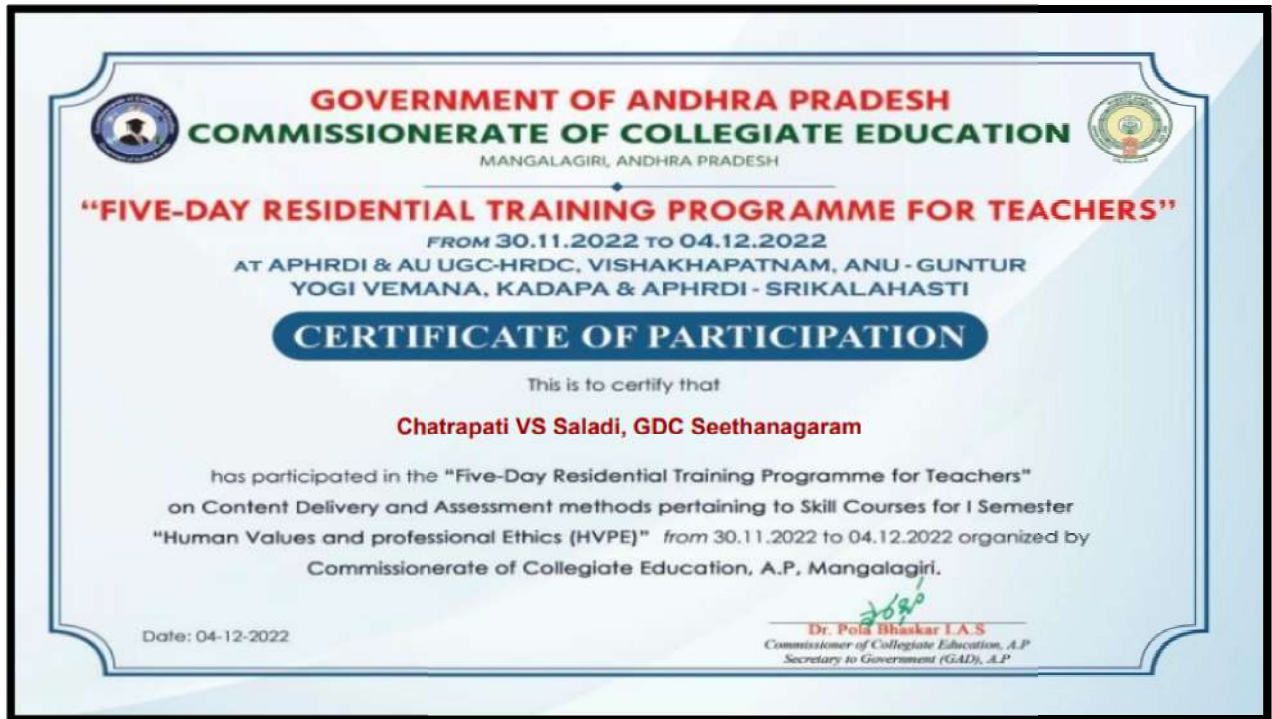 GOVERNMENT OF ANDHRA PRADESH
COMMISSIONERATE OF COLLEGIATE EDUCATION
MANGALAGIRI, ANDHRA PRADESH
“FIVE-DAY RESIDENTIAL TRAINING PROGRAMME FOR TEACHERS”
FROM 30.11.2022 TO 04.12.2022
AT APHRDI & AU UGC-HRDC, VISHAKHAPATNAM, ANU - GUNTUR
YOGI VEMANA, KADAPA & APHRDI - SRIKALAHASTI
CERTIFICATE OF PARTICIPATION
This is to certify that
Chatrapati VS Saladi, GDC Seethanagaram
has participated in the “Five-Day Residential Training Programme for Teachers”
on Content Delivery and Assessment methods pertaining to Skill Courses for I Semester
“Human Values and professional Ethics (HVPE)” from 30.11.2022 to 04.12.2022 organized by
Commissionerate of Collegiate Education, A.P, Mangalagiri.
Date: 04-12-2022
Dr. Pola Bhaskar I.A.S
Commissioner of Collegiate Education, A.P
Secretary to Government (GAD), A.P